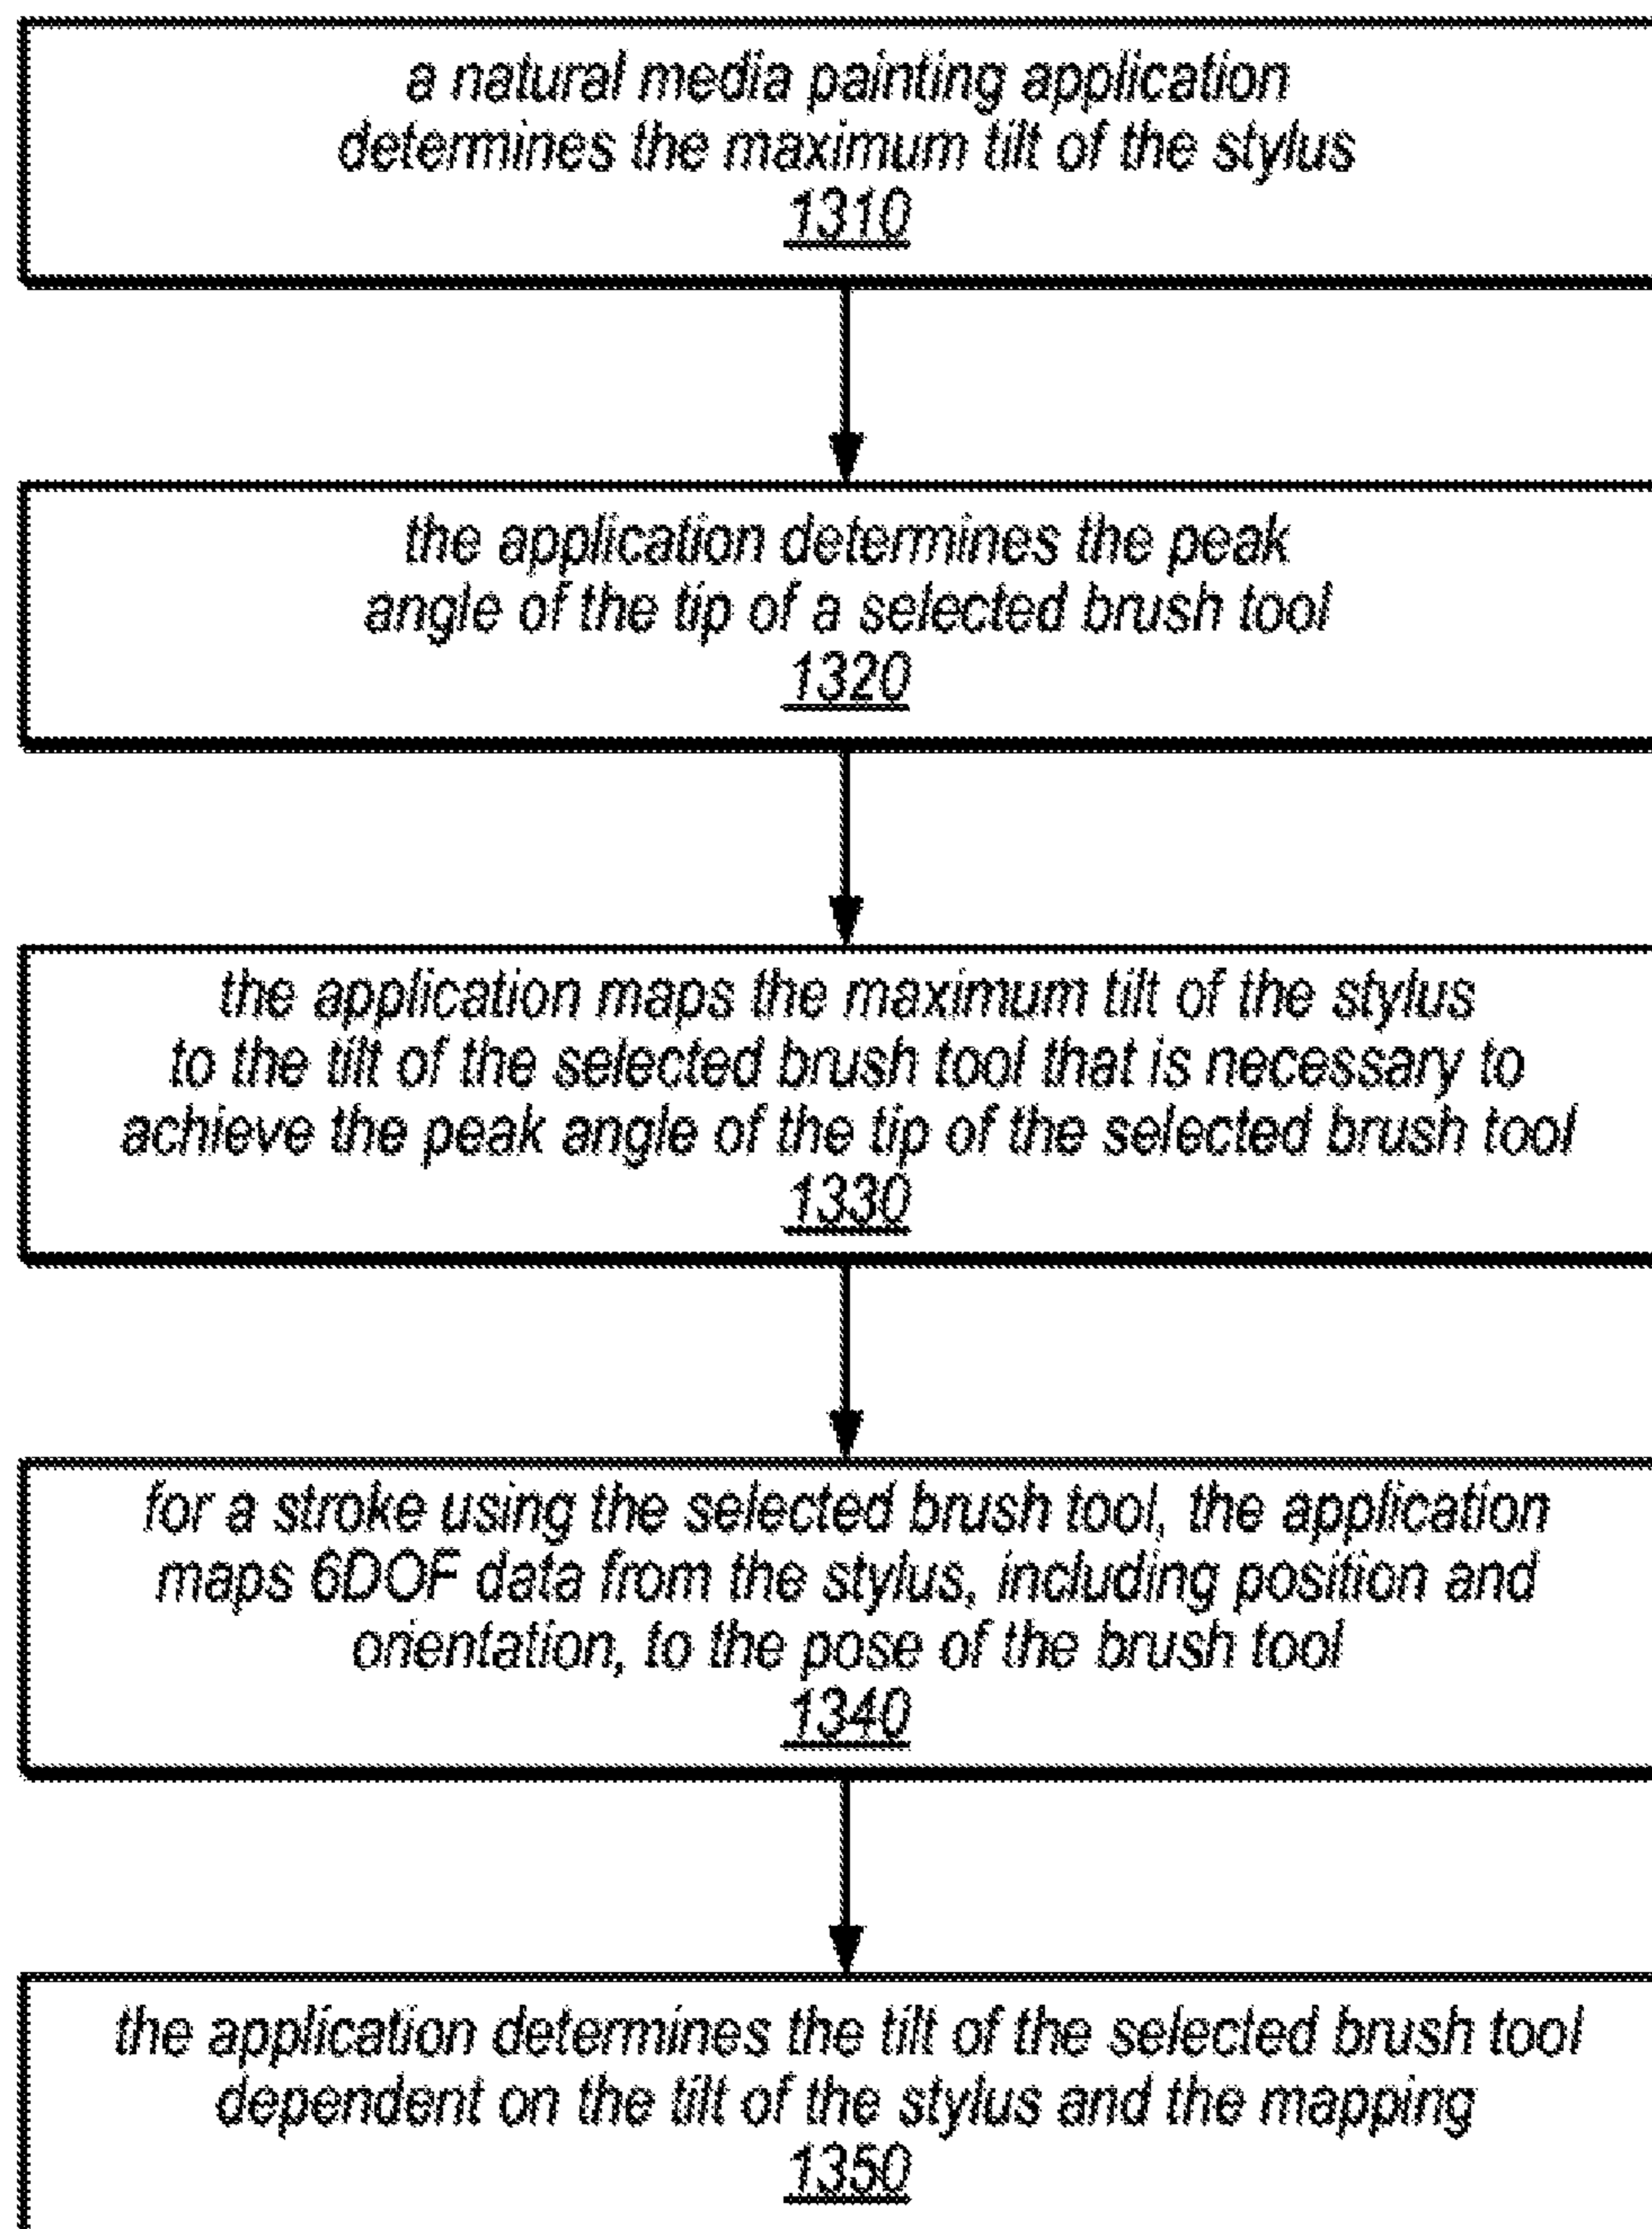 a natural media painting application
determines the maximum tilt of the stylus
1310
the application determines the peak
angle of the tip of a selected brush tool
1320
the application maps the maximum tilt of the stylus
to the tilt of the selected brush tool that is necessary to
achieve the peak angle of the tip of the selected brush tool
1330
for a stroke using the selected brush tool, the application
maps 6DOF data from the stylus, including position and
orientation, to the pose of the brush tool
1340
the application determines the tilt of the selected brush tool
dependent on the tilt of the stylus and the mapping
1350